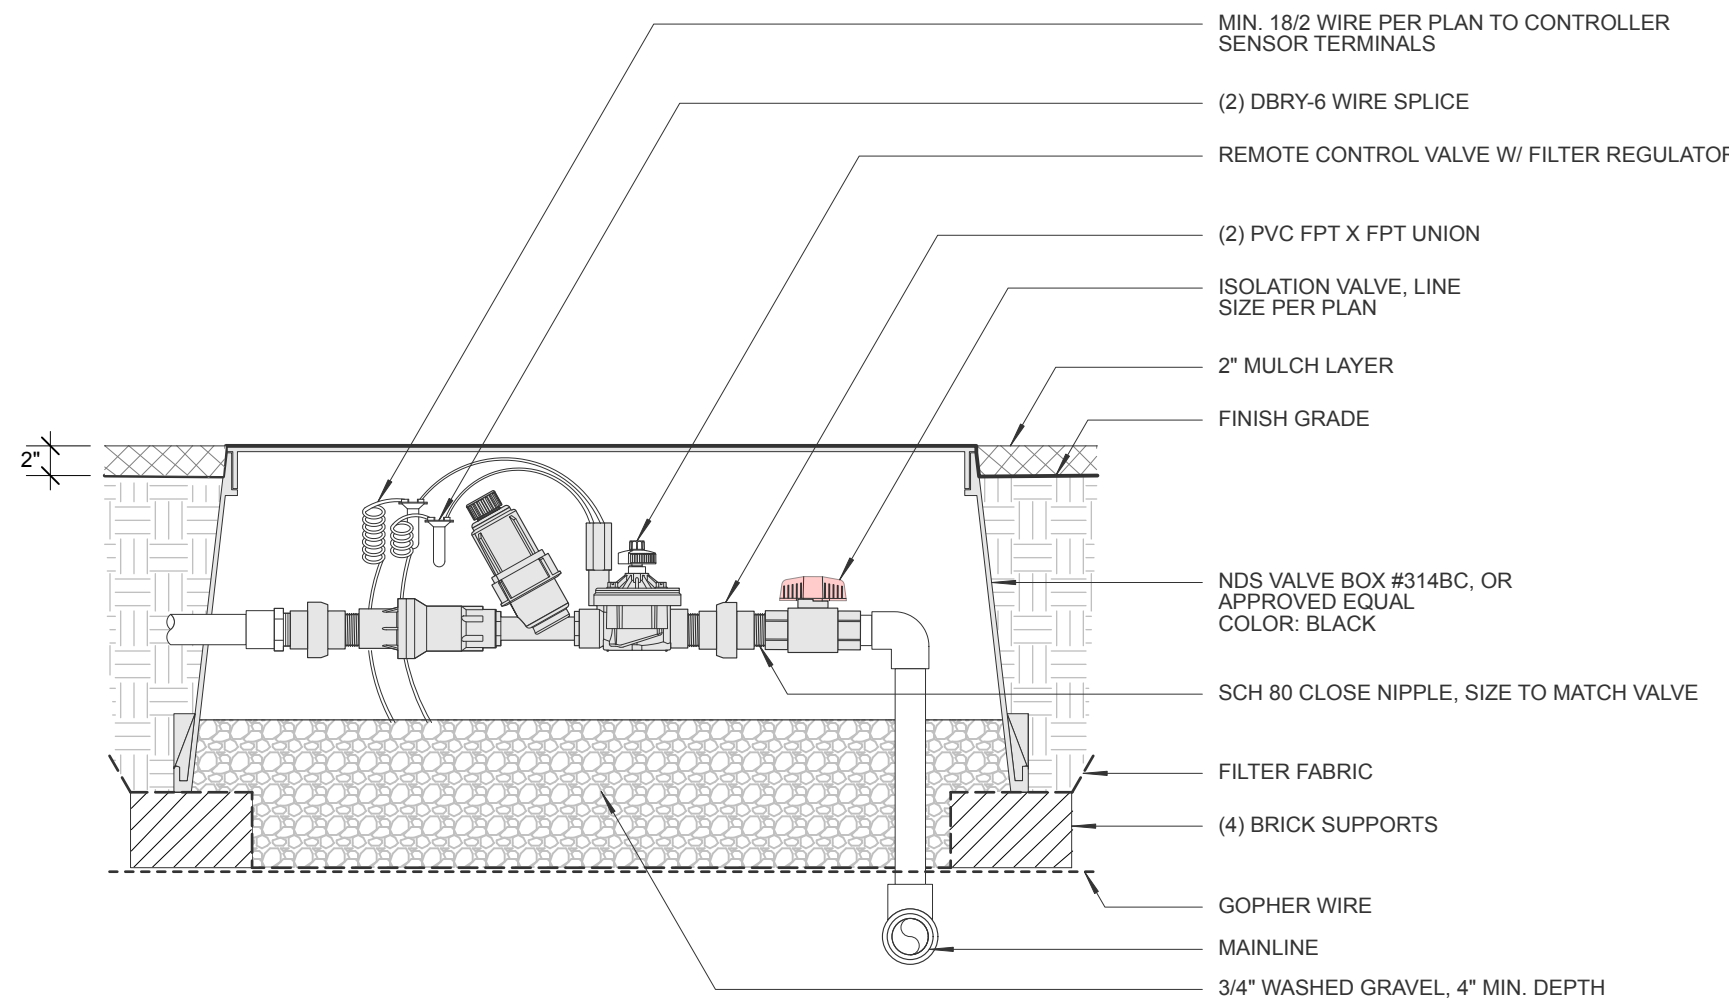 MIN. 18/2 WIRE PER PLAN TO CONTROLLER
SENSOR TERMINALS
(2) DBRY-6 WIRE SPLICE
REMOTE CONTROL VALVE W/ FILTER REGULATOR
(2) PVC FPT X FPT UNION
ISOLATION VALVE, LINE
SIZE PER PLAN
2" MULCH LAYER
FINISH GRADE
2"
NDS VALVE BOX #314BC, OR
APPROVED EQUAL
COLOR: BLACK
SCH 80 CLOSE NIPPLE, SIZE TO MATCH VALVE
FILTER FABRIC
(4) BRICK SUPPORTS
GOPHER WIRE
MAINLINE
3/4" WASHED GRAVEL, 4" MIN. DEPTH